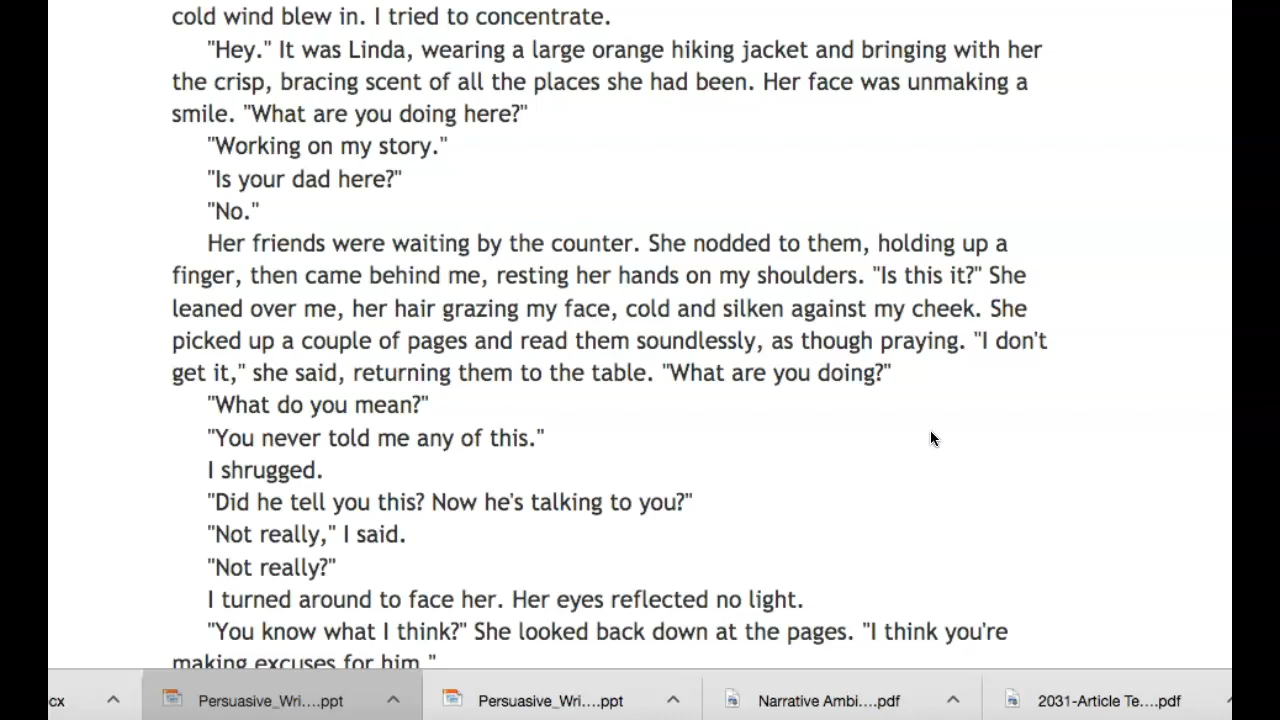 cold wind blew in. I tried to concentrate.
"Hey." It was Linda, wearing a large orange hiking jacket and bringing with her
the crisp, bracing scent of all the places she had been. Her face was unmaking a
smile. "What are you doing here?"
"Working on my story."
"Is your dad here?"
"No."
Her friends were waiting by the counter. She nodded to them, holding up a
finger, then came behind me, resting her hands on my shoulders. "Is this it?" She
leaned over me, her hair grazing my face, cold and silken against my cheek. She
picked up a couple of pages and read them soundlessly, as though praying. "I don't
get it," she said, returning them to the table. "What are you doing?"
"What do you mean?"
"You never told me any of this."
I shrugged.
"Did he tell you this? Now he's talking to you?"
"Not really," I said.
"Not really?"
I turned around to face her. Her eyes reflected no light.
"You know what I think?" She looked back down at the pages. "I think you're
making excuses for him."
cx Persuasive_Wri....ppt Persuasive_Wri....ppt Narrative Ambi....pdf 2031-Article Te....pdf